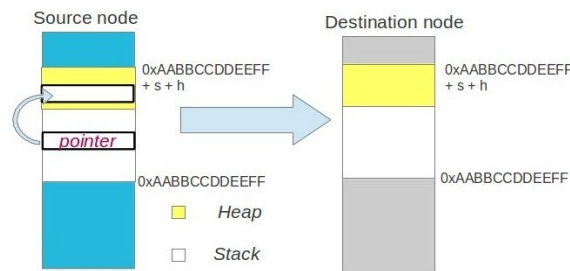 Source node
Destination node
0xAABBCCDDEEFF
+ s + h
0xAABBCCDDEEFF
+ s + h
pointer
0xAABBCCDDEEFF
0xAABBCCDDEEFF
Heap
Stack